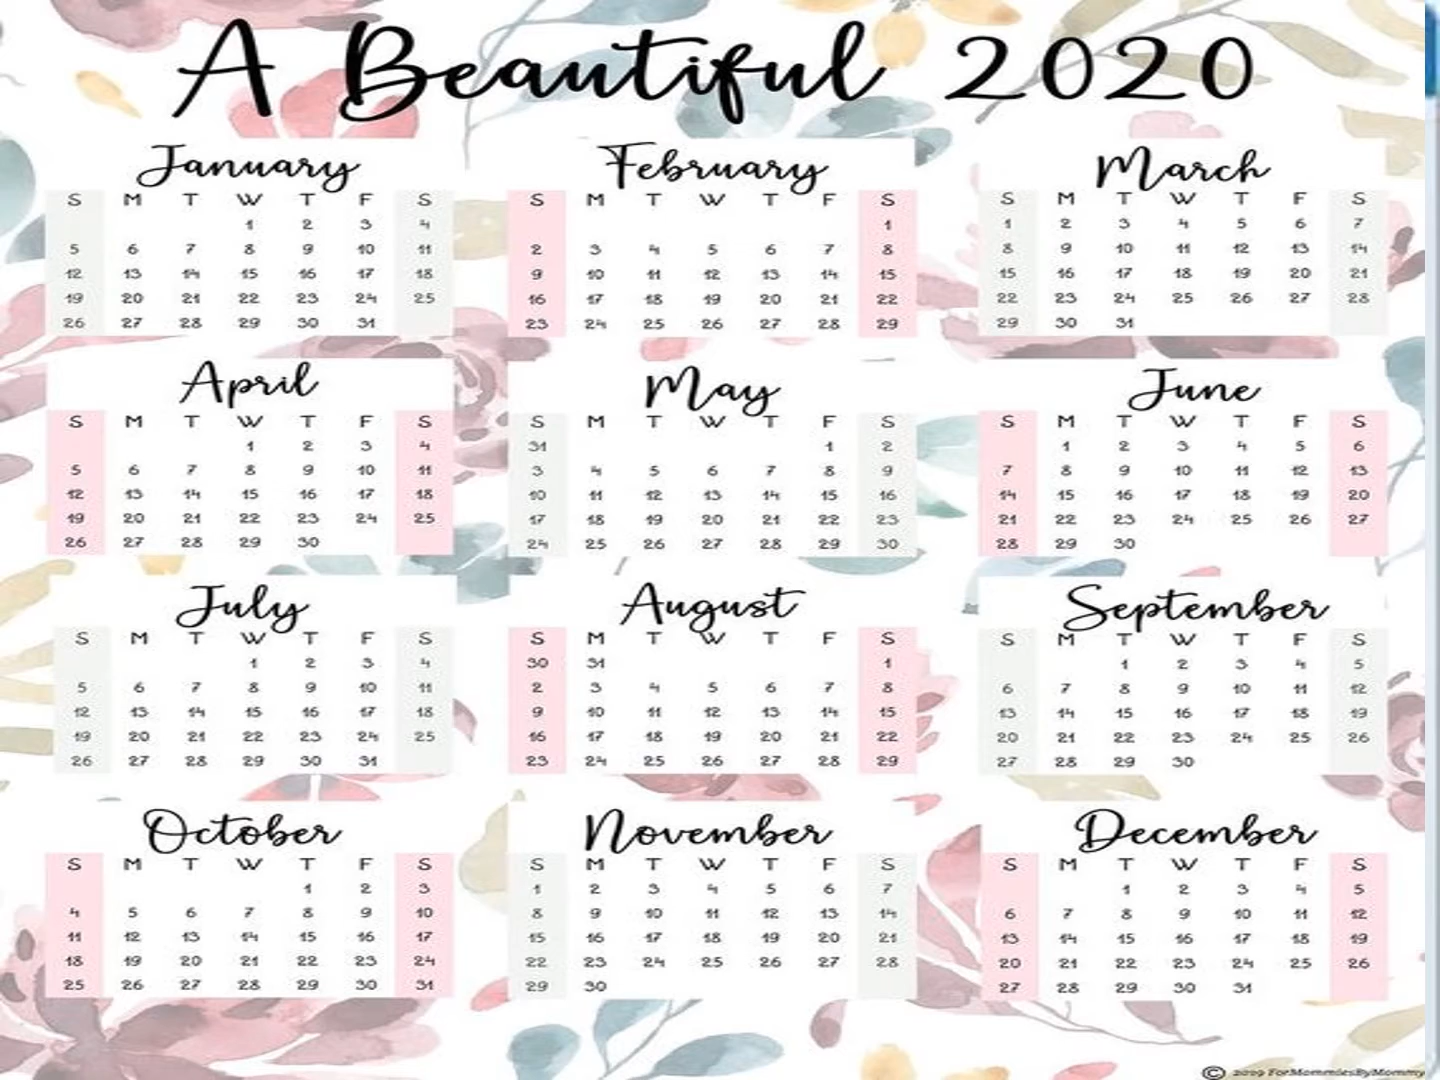 A Beautiful 2020
January
S M T W T F S
1 2 3 4
5 6 7 8 9 10 11
12 13 14 15 16 17 18
19 20 21 22 23 24 25
26 27 28 29 30 31
February
S M T W T F S
1
2 3 4 5 6 7 8
9 10 11 12 13 14 15
16 17 18 19 20 21 22
23 24 25 26 27 28 29
March
S M T W T F S
1 2 3 4 5 6 7
8 9 10 11 12 13 14
15 16 17 18 19 20 21
22 23 24 25 26 27 28
29 30 31
April
S M T W T F S
1 2 3 4
5 6 7 8 9 10 11
12 13 14 15 16 17 18
19 20 21 22 23 24 25
26 27 28 29 30
May
S M T W T F S
31 1 2
3 4 5 6 7 8 9
10 11 12 13 14 15 16
17 18 19 20 21 22 23
24 25 26 27 28 29 30
June
S M T W T F S
1 2 3 4 5 6
7 8 9 10 11 12 13
14 15 16 17 18 19 20
21 22 23 24 25 26 27
28 29 30
July
S M T W T F S
1 2 3 4
5 6 7 8 9 10 11
12 13 14 15 16 17 18
19 20 21 22 23 24 25
26 27 28 29 30 31
August
S M T W T F S
30 31 1
2 3 4 5 6 7 8
9 10 11 12 13 14 15
16 17 18 19 20 21 22
23 24 25 26 27 28 29
September
S M T W T F S
1 2 3 4 5
6 7 8 9 10 11 12
13 14 15 16 17 18 19
20 21 22 23 24 25 26
27 28 29 30
October
S M T W T F S
1 2 3
4 5 6 7 8 9 10
11 12 13 14 15 16 17
18 19 20 21 22 23 24
25 26 27 28 29 30 31
November
S M T W T F S
1 2 3 4 5 6 7
8 9 10 11 12 13 14
15 16 17 18 19 20 21
22 23 24 25 26 27 28
29 30
December
S M T W T F S
1 2 3 4 5
6 7 8 9 10 11 12
13 14 15 16 17 18 19
20 21 22 23 24 25 26
27 28 29 30 31
© 2019 ForMommiesByMommy